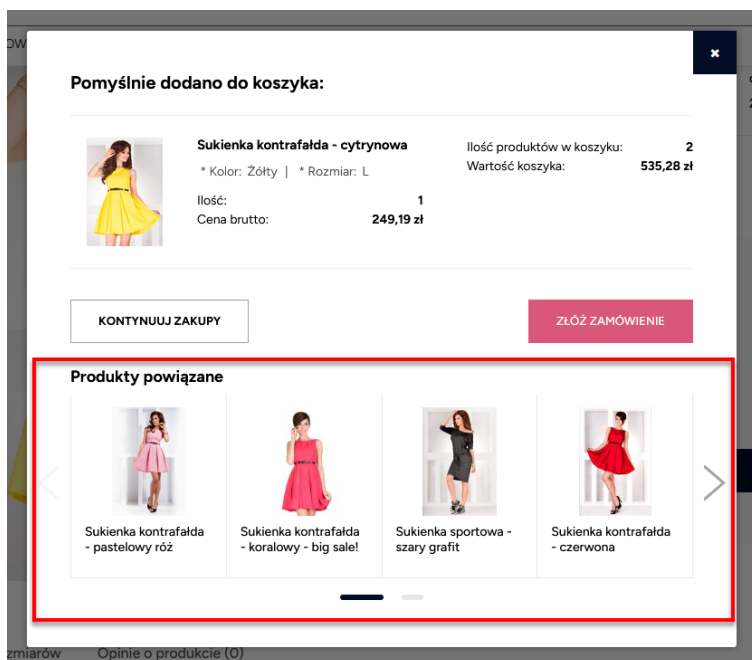 OW
Pomyślnie dodano do koszyka:
Sukienka kontrafałda - cytrynowa
* Kolor: Żółty | * Rozmiar: L
Ilość: 1
Cena brutto: 249,19 zł
Ilość produktów w koszyku: 2
Wartość koszyka: 535,28 zł
KONTYNUUJ ZAKUPY
ZŁÓŻ ZAMÓWIENIE
Produkty powiązane
Sukienka kontrafałda
- pastelowy róż
Sukienka kontrafałda
- koralowy - big sale!
Sukienka sportowa -
szary grafit
Sukienka kontrafałda
- czerwona
zmiarów Opinie o produkcie (0)